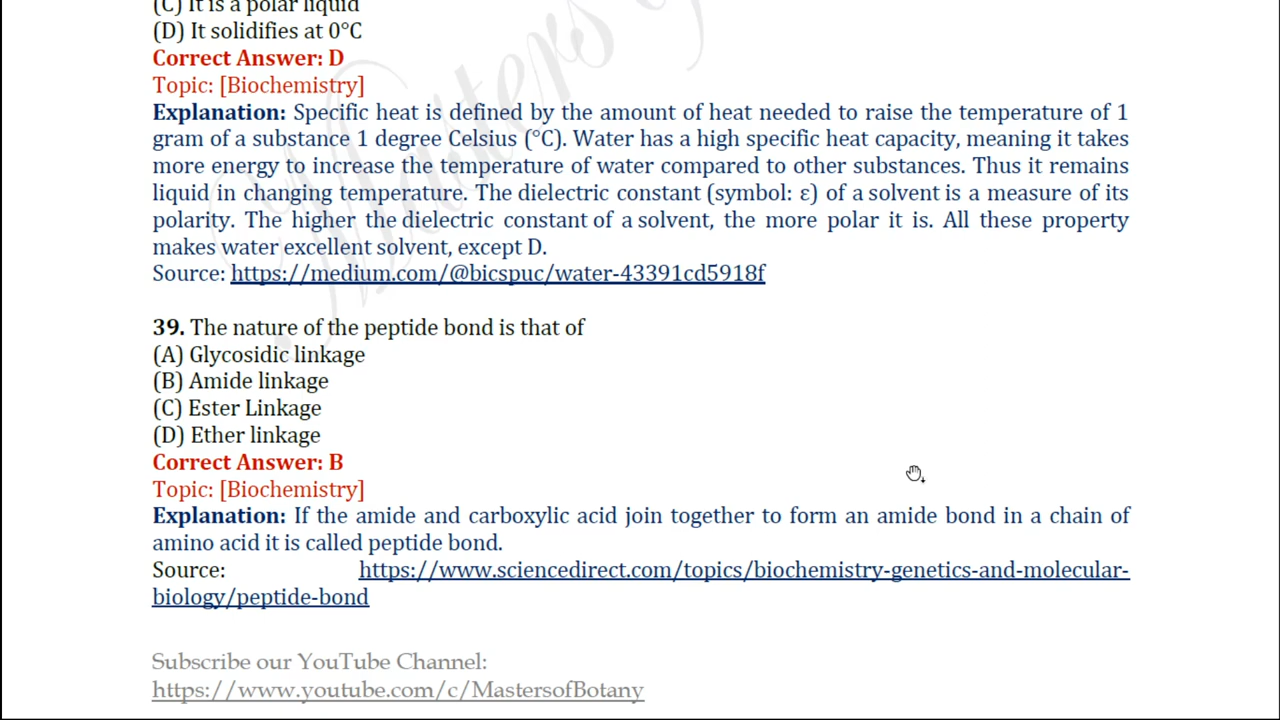 (C) It is a polar liquid
(D) It solidifies at 0°C
Correct Answer: D
Topic: [Biochemistry]
Explanation: Specific heat is defined by the amount of heat needed to raise the temperature of 1
gram of a substance 1 degree Celsius (°C). Water has a high specific heat capacity, meaning it takes
more energy to increase the temperature of water compared to other substances. Thus it remains
liquid in changing temperature. The dielectric constant (symbol: ε) of a solvent is a measure of its
polarity. The higher the dielectric constant of a solvent, the more polar it is. All these property
makes water excellent solvent, except D.
Source: https://medium.com/@bicspuc/water-43391cd5918f
39. The nature of the peptide bond is that of
(A) Glycosidic linkage
(B) Amide linkage
(C) Ester Linkage
(D) Ether linkage
Correct Answer: B
Topic: [Biochemistry]
Explanation: If the amide and carboxylic acid join together to form an amide bond in a chain of
amino acid it is called peptide bond.
Source: https://www.sciencedirect.com/topics/biochemistry-genetics-and-molecular-
biology/peptide-bond
Subscribe our YouTube Channel:
https://www.youtube.com/c/MastersofBotany
Masters